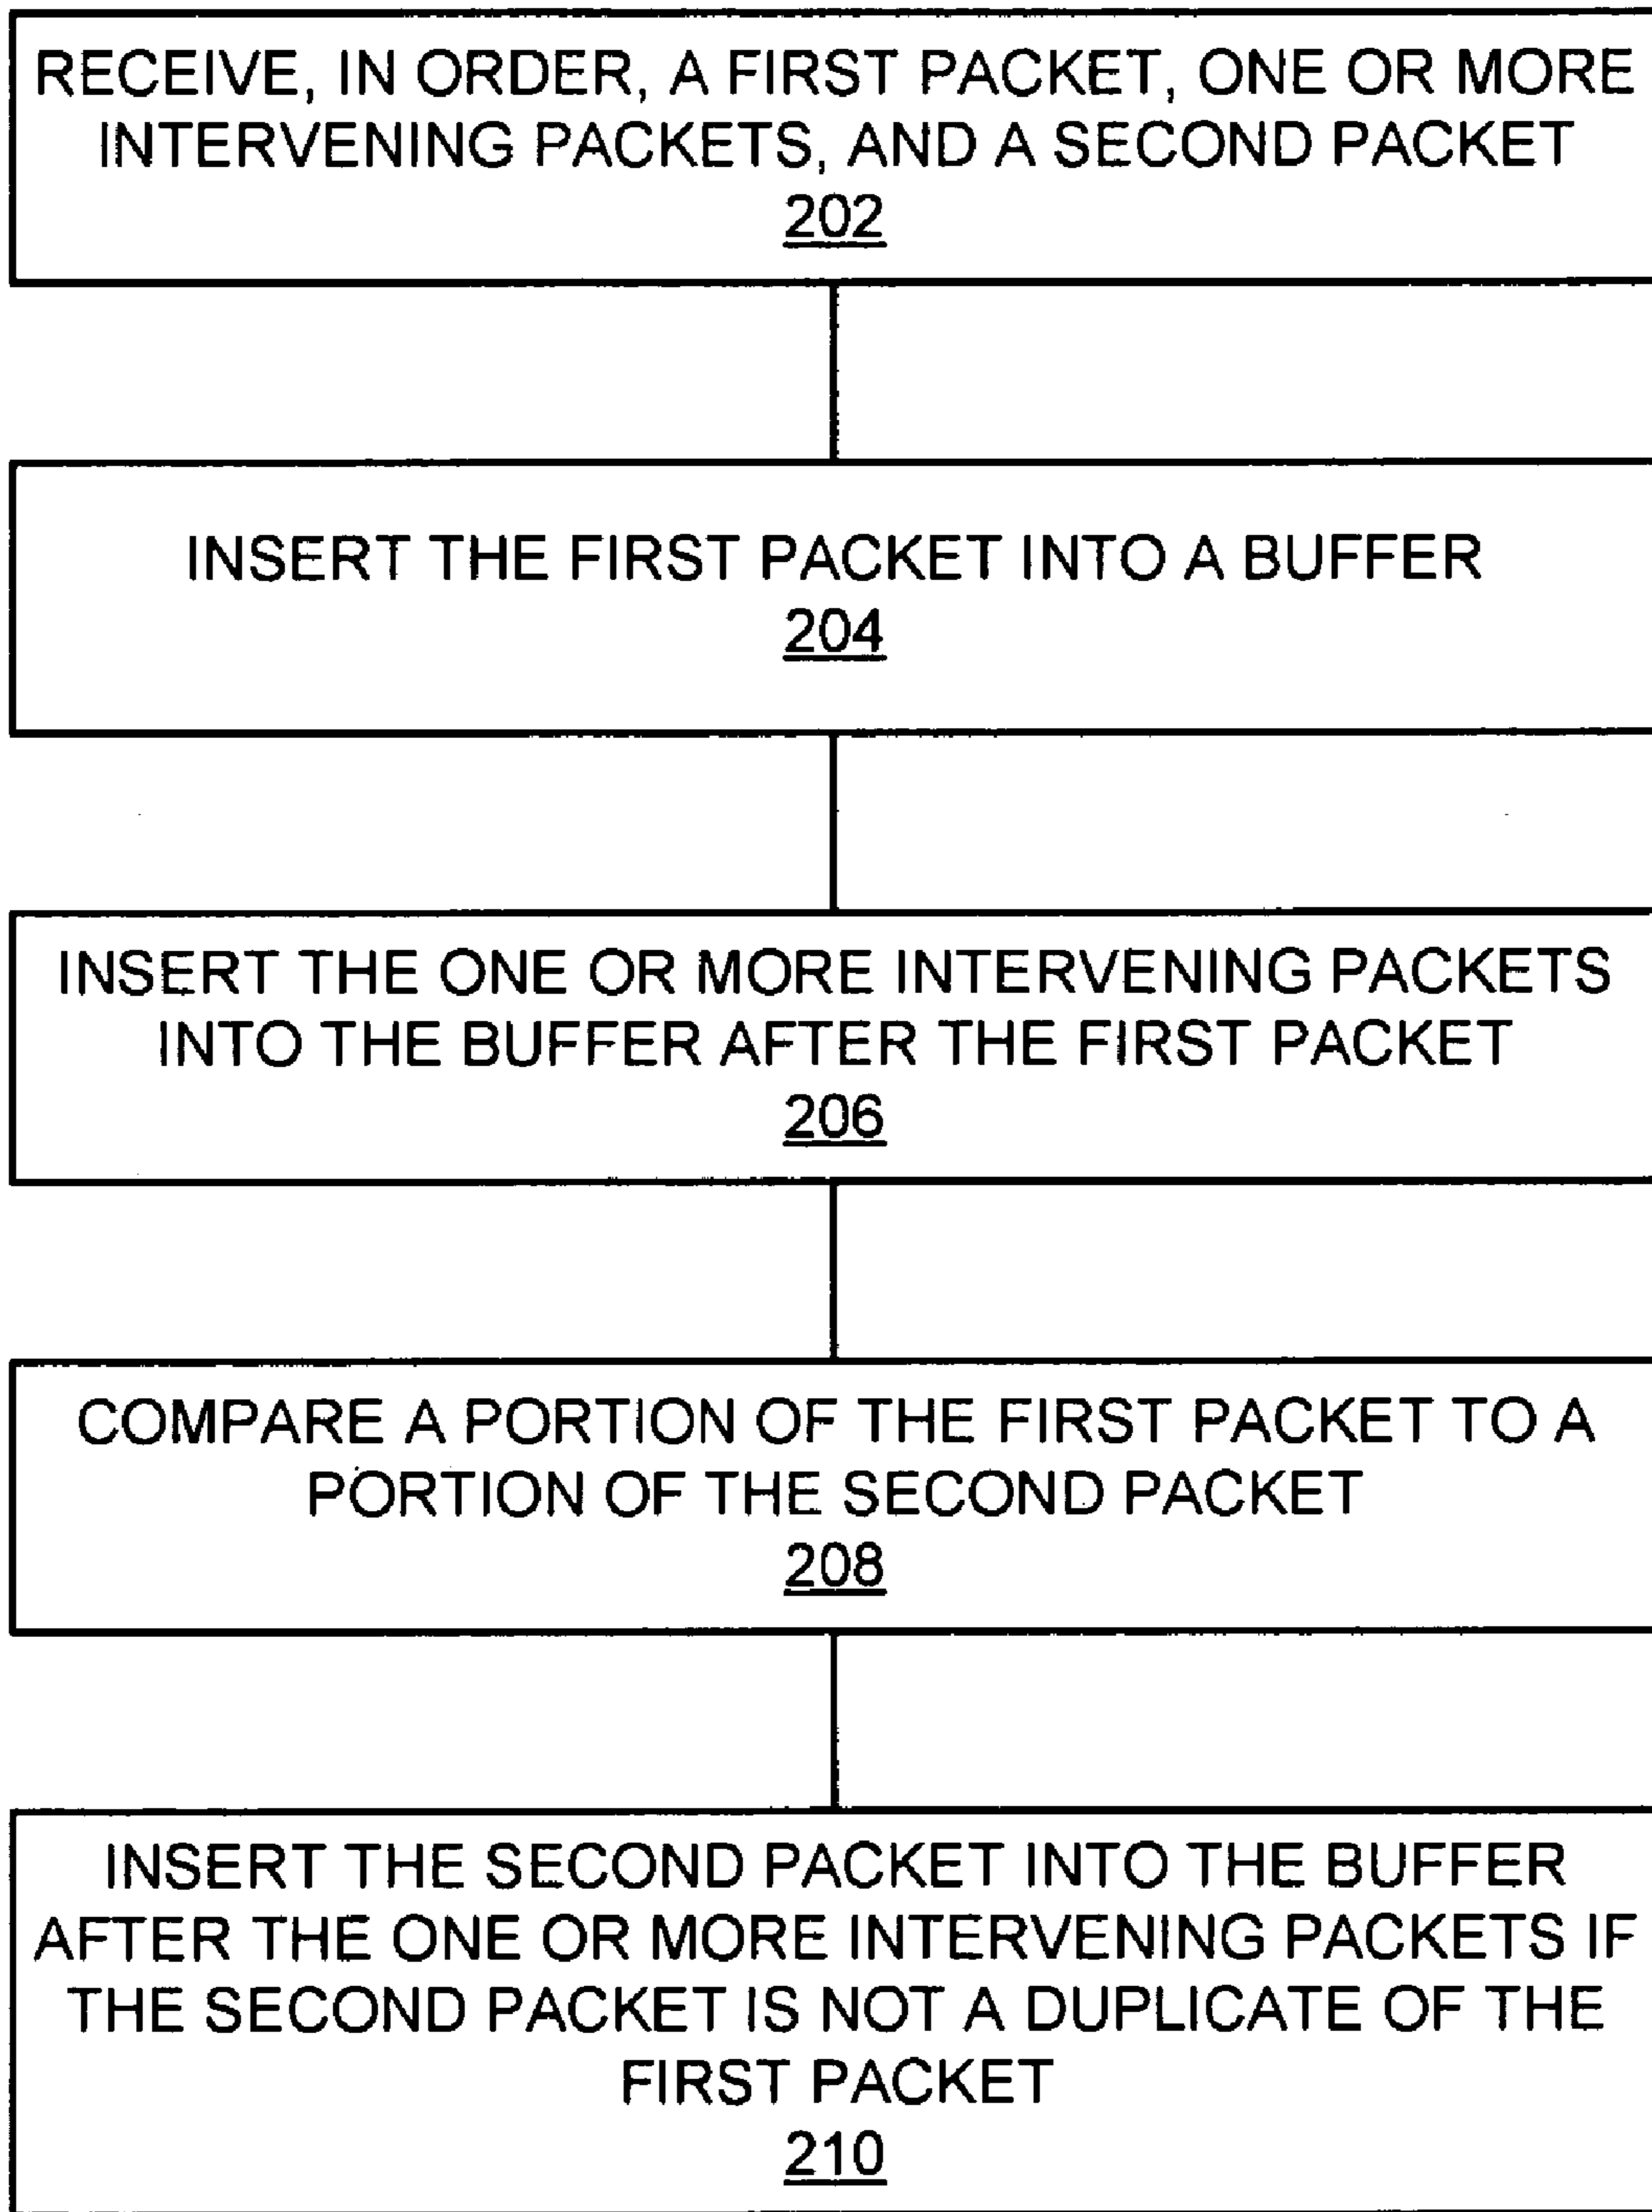 RECEIVE, IN ORDER, A FIRST PACKET, ONE OR MORE
INTERVENING PACKETS, AND A SECOND PACKET
202
INSERT THE FIRST PACKET INTO A BUFFER
204
INSERT THE ONE OR MORE INTERVENING PACKETS
INTO THE BUFFER AFTER THE FIRST PACKET
206
COMPARE A PORTION OF THE FIRST PACKET TO A
PORTION OF THE SECOND PACKET
208
INSERT THE SECOND PACKET INTO THE BUFFER
AFTER THE ONE OR MORE INTERVENING PACKETS IF
THE SECOND PACKET IS NOT A DUPLICATE OF THE
FIRST PACKET
210